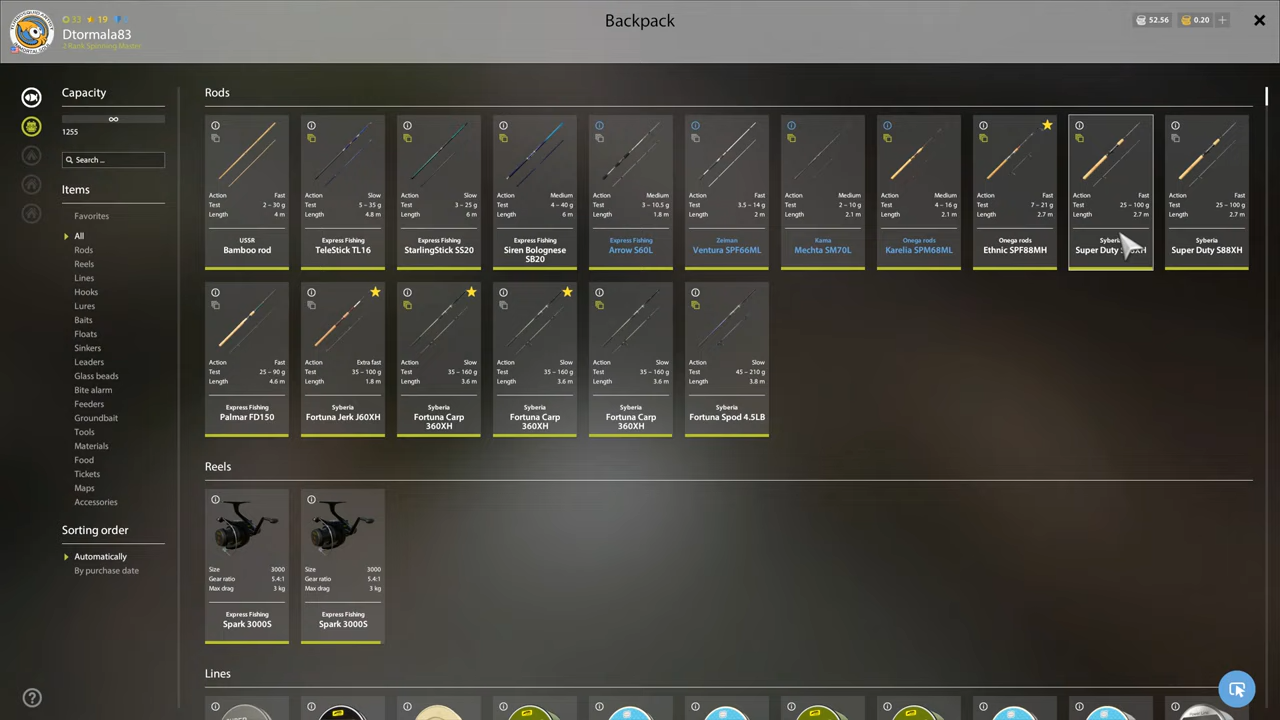 33 19
Dtormala83
2 Rank Spinning Master
Backpack
52.56 0.20 +
Capacity
∞
1255
Search ...
Items
Favorites
All
Rods
Reels
Lines
Hooks
Lures
Baits
Floats
Sinkers
Leaders
Glass beads
Bite alarm
Feeders
Groundbait
Tools
Materials
Food
Tickets
Maps
Accessories
Sorting order
Automatically
By purchase date
Rods
Action Fast
Test 2 – 30 g
Length 4 m
USSR
Bamboo rod
Action Slow
Test 5 – 35 g
Length 4.8 m
Express Fishing
TeleStick TL16
Action Slow
Test 3 – 25 g
Length 6 m
Express Fishing
StarlingStick SS20
Action Medium
Test 4 – 40 g
Length 6 m
Express Fishing
Siren Bolognese
SB20
Action Medium
Test 3 – 10.5 g
Length 1.8 m
Express Fishing
Arrow S60L
Action Medium
Test 3.5 – 14 g
Length 2 m
Zeiman
Ventura SPF66ML
Action Medium
Test 2 – 10 g
Length 2.1 m
Kama
Mechta SM70L
Action Medium
Test 4 – 16 g
Length 2.1 m
Onega rods
Karelia SPM68ML
Action Fast
Test 7 – 21 g
Length 2.7 m
Onega rods
Ethnic SPF88MH
Action Fast
Test 25 – 100 g
Length 2.7 m
Super Duty
Action Fast
Test 25 – 100 g
Length 2.7 m
Syberia
Super Duty S88XH
Action Fast
Test 25 – 90 g
Length 4.6 m
Express Fishing
Palmar FD150
Action Extra fast
Test 35 – 100 g
Length 1.8 m
Syberia
Fortuna Jerk J60XH
Action Slow
Test 35 – 160 g
Length 3.6 m
Syberia
Fortuna Carp
360XH
Action Slow
Test 35 – 160 g
Length 3.6 m
Syberia
Fortuna Carp
360XH
Action Slow
Test 35 – 160 g
Length 3.6 m
Syberia
Fortuna Carp
360XH
Action Slow
Test 45 – 210 g
Length 3.8 m
Syberia
Fortuna Spod 4.5LB
Reels
Size 3000
Gear ratio 5.4:1
Max drag 3 kg
Express Fishing
Spark 3000S
Size 3000
Gear ratio 5.4:1
Max drag 3 kg
Express Fishing
Spark 3000S
Lines
?